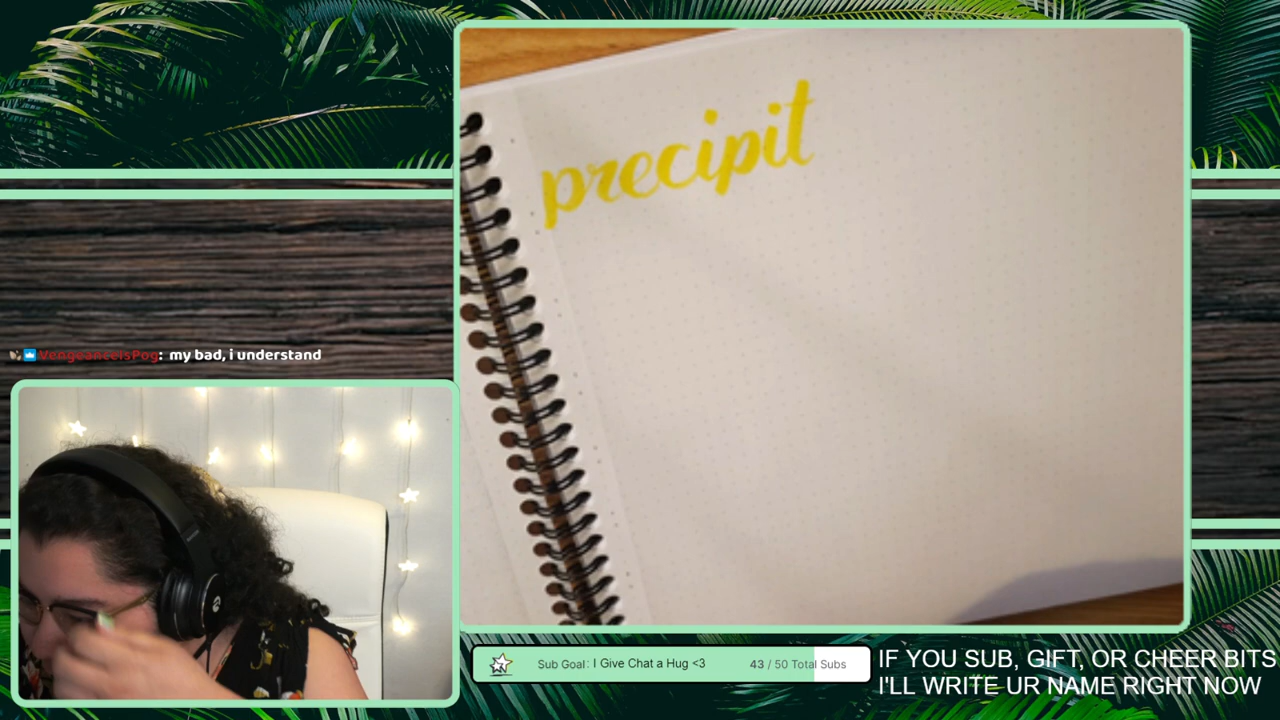 precipit
VengeanceIsPog: my bad, i understand
Sub Goal: I Give Chat a Hug <3 43 / 50 Total Subs
IF YOU SUB, GIFT, OR CHEER BITS
I'LL WRITE UR NAME RIGHT NOW